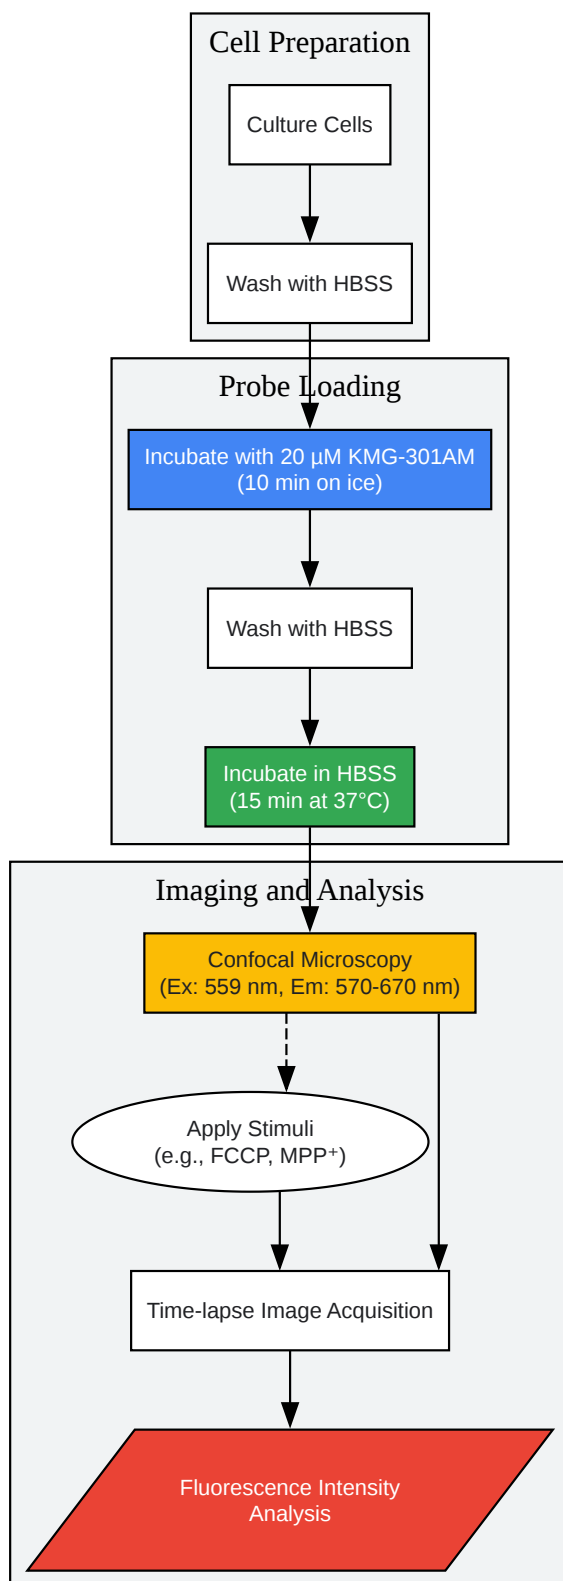 Cell Preparation
Culture Cells
Wash with HBSS
Probe Loading
Incubate with 20 µM KMG-301AM
(10 min on ice)
Wash with HBSS
Incubate in HBSS
(15 min at 37°C)
Imaging and Analysis
Confocal Microscopy
(Ex: 559 nm, Em: 570-670 nm)
Apply Stimuli
(e.g., FCCP, MPP⁺)
Time-lapse Image Acquisition
Fluorescence Intensity
Analysis